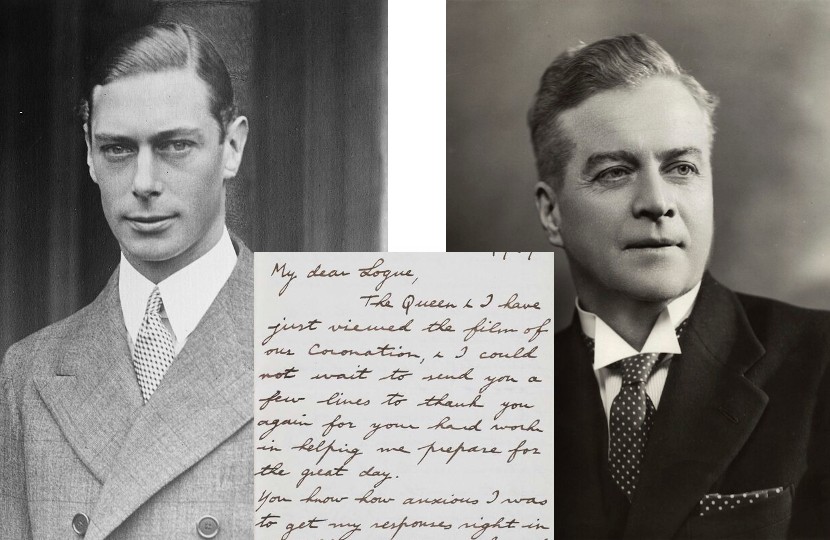 My dear Logue,
The Queen & I have
just viewed the film of
our Coronation, & I could
not wait to send you a
few lines to thank you
again for your hard work
in helping me prepare for
the great day.
You know how anxious I was
to get my responses right in